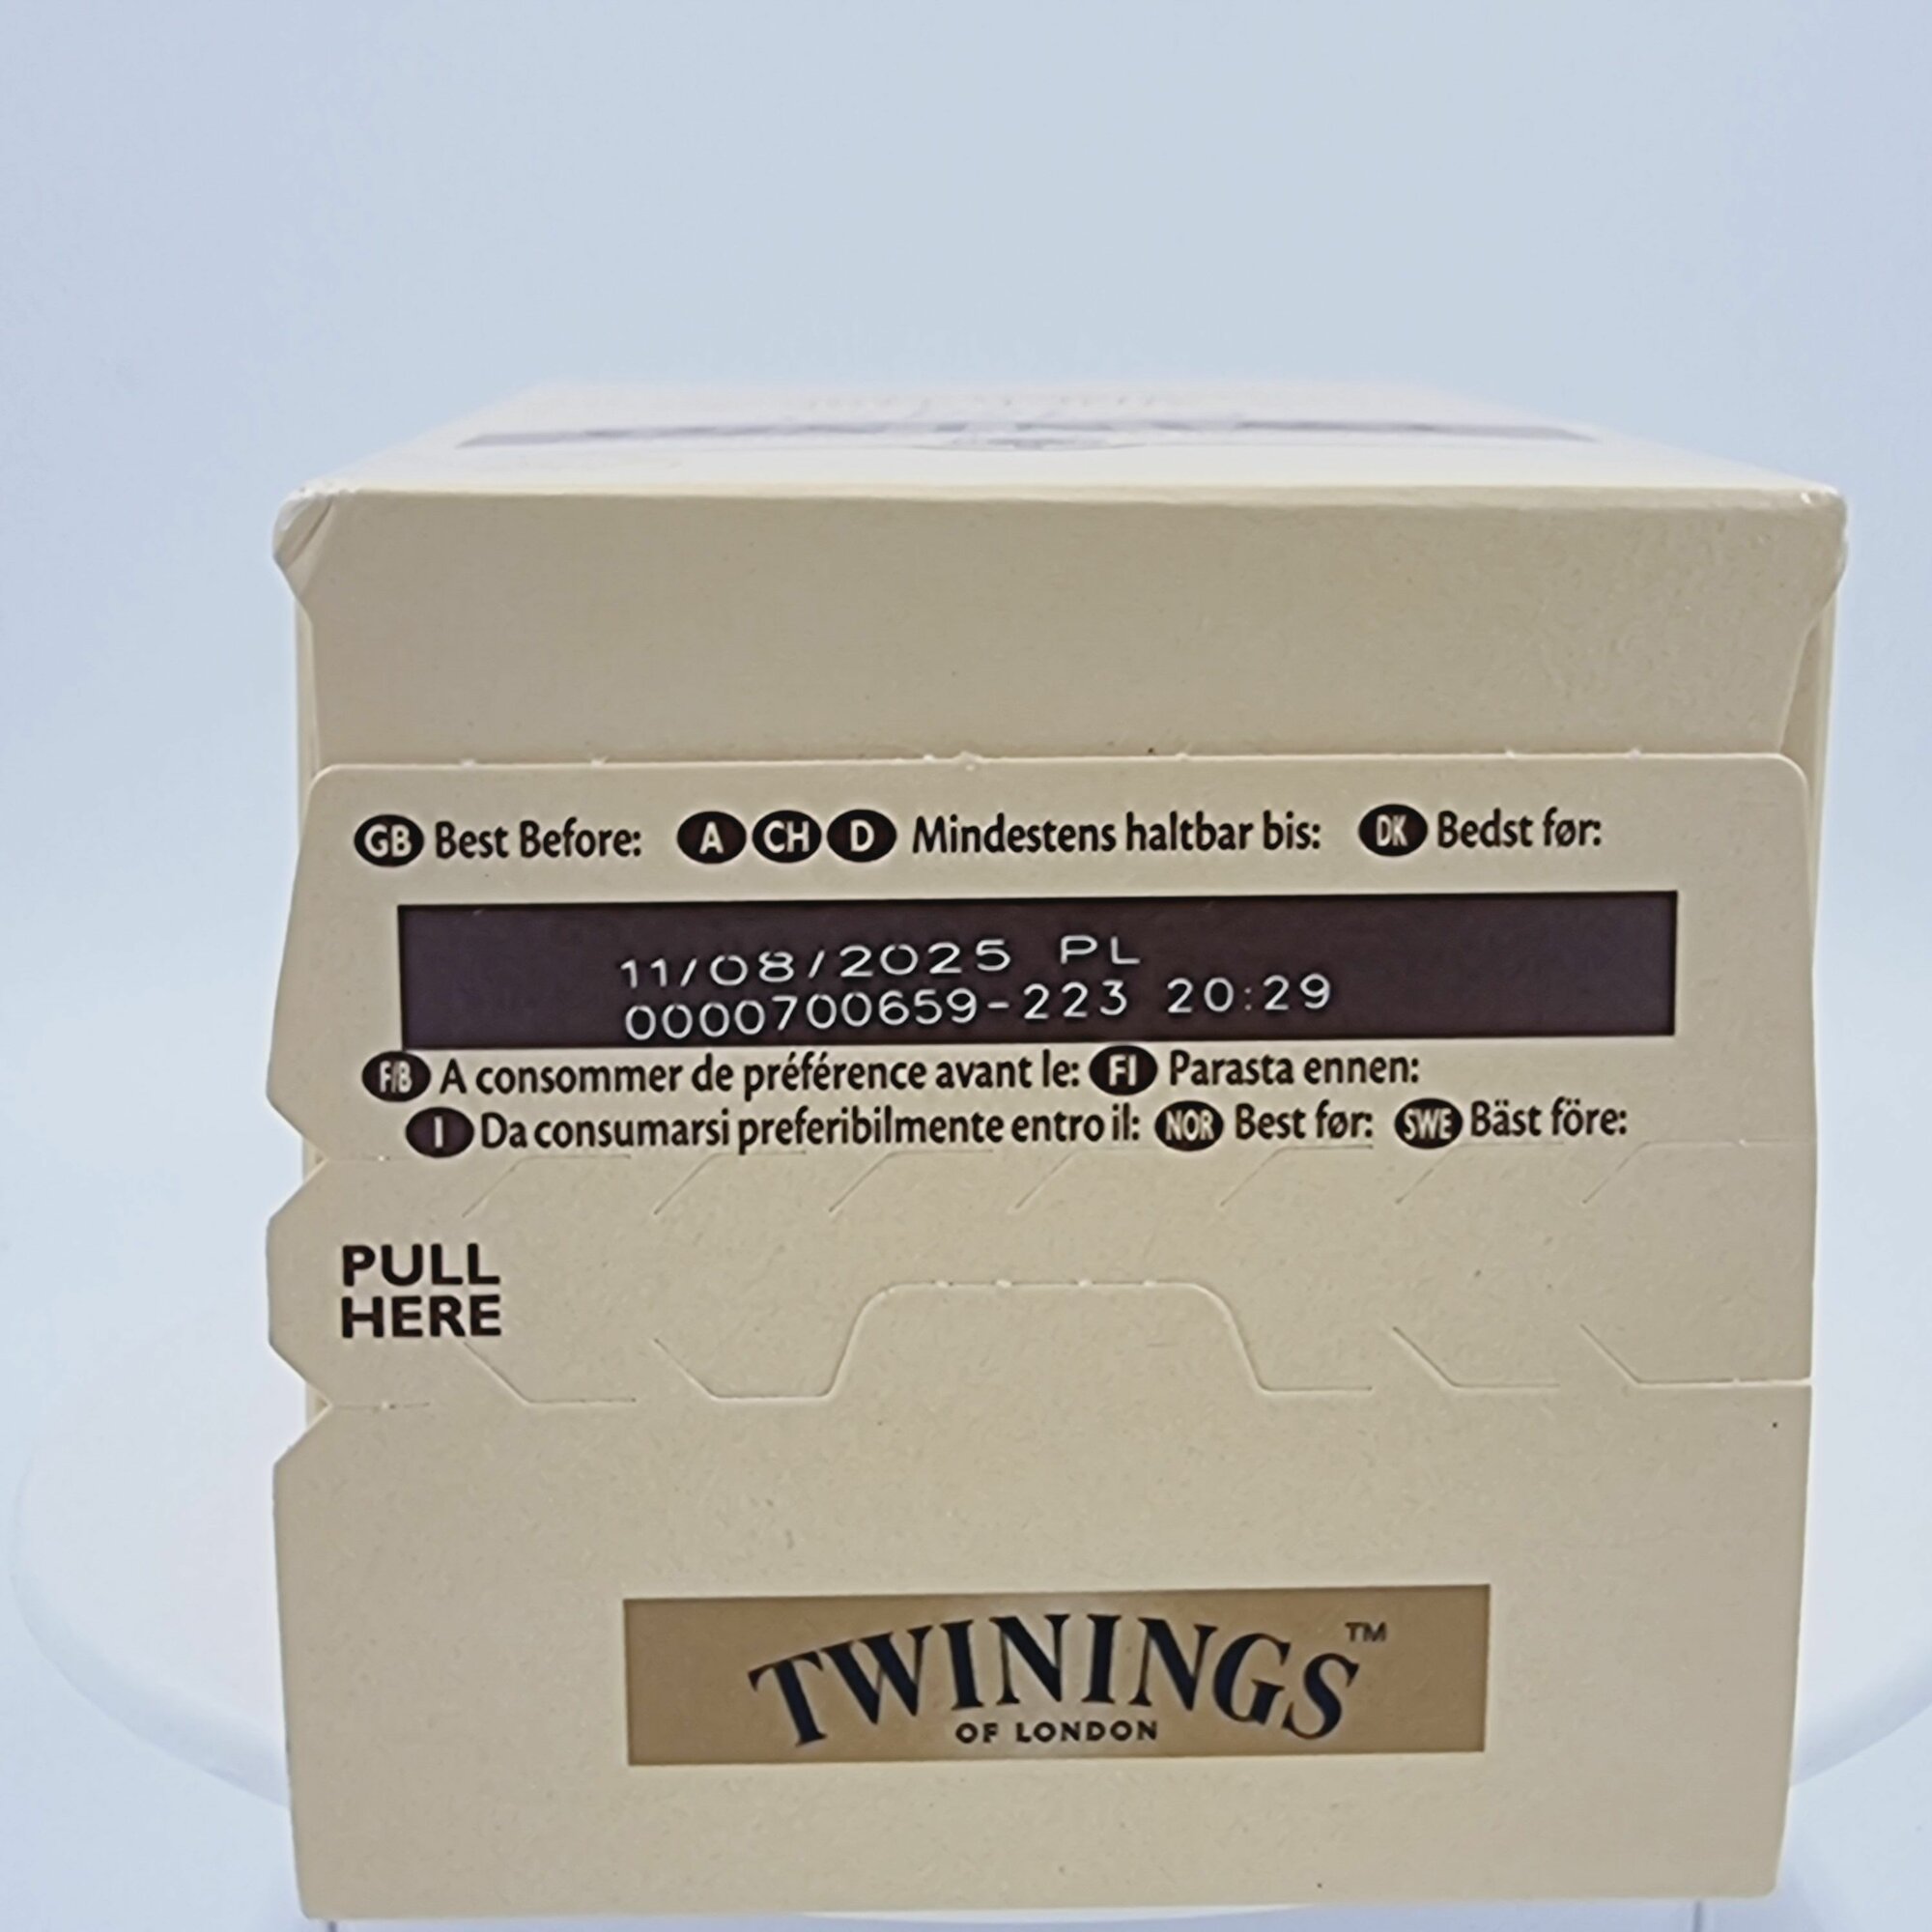 GB Best Before: A CH D Mindestens haltbar bis: DK Bedst før:
11/08/2025 PL
0000700659-223 20:29
F/B A consommer de préférence avant le: FI Parasta ennen:
I Da consumarsi preferibilmente entro il: NOR Best før: SWE Bäst före:
PULL
HERE
TWININGS™
OF LONDON